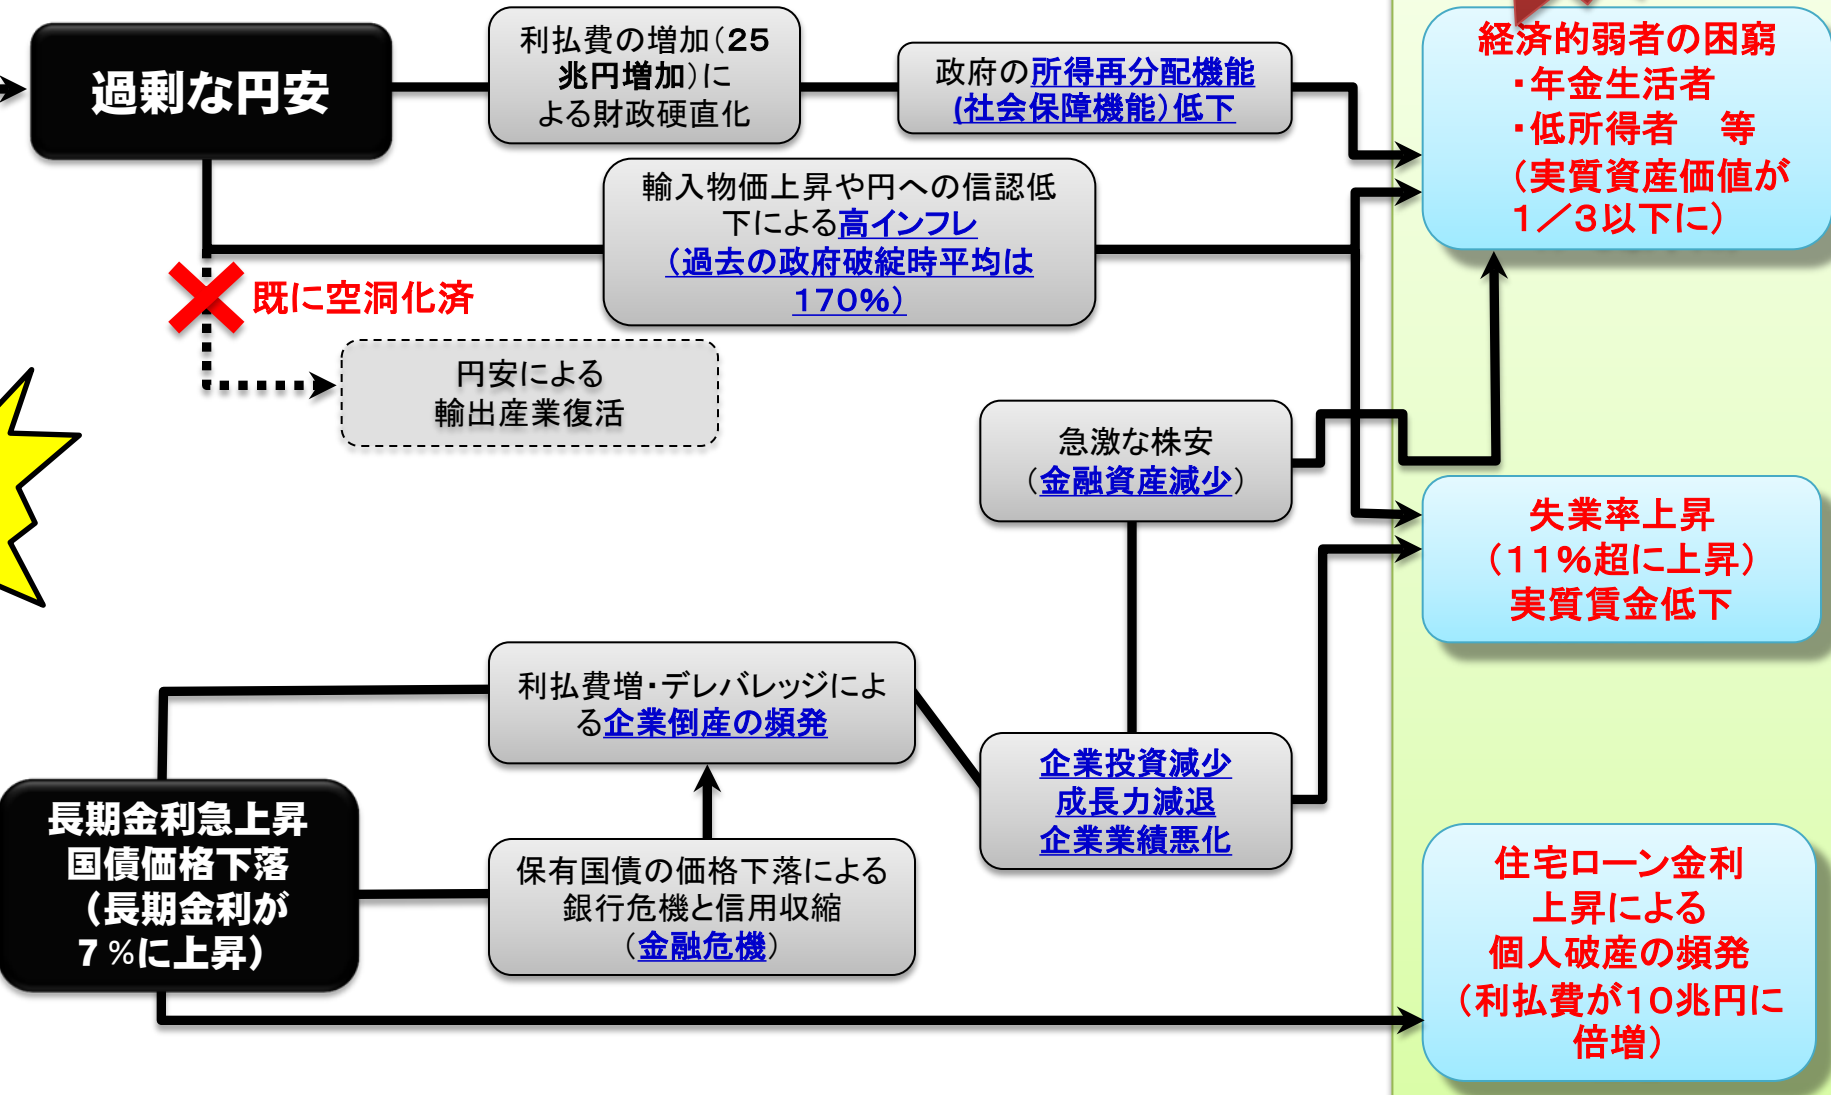 過剰な円安
利払費の増加（25
兆円増加）に
よる財政硬直化
政府の所得再分配機能
(社会保障機能）低下
経済的弱者の困窮
・年金生活者
・低所得者　等
（実質資産価値が
１／３以下に）
輸入物価上昇や円への信認低
下による高インフレ
（過去の政府破綻時平均は
１７０％）
既に空洞化済
円安による
輸出産業復活
急激な株安
（金融資産減少）
失業率上昇
（１１％超に上昇）
実質賃金低下
利払費増・デレバレッジによ
る企業倒産の頻発
企業投資減少
成長力減退
企業業績悪化
長期金利急上昇
国債価格下落
（長期金利が
７％に上昇）
保有国債の価格下落による
銀行危機と信用収縮
（金融危機）
住宅ローン金利
上昇による
個人破産の頻発
（利払費が１０兆円に
倍増）